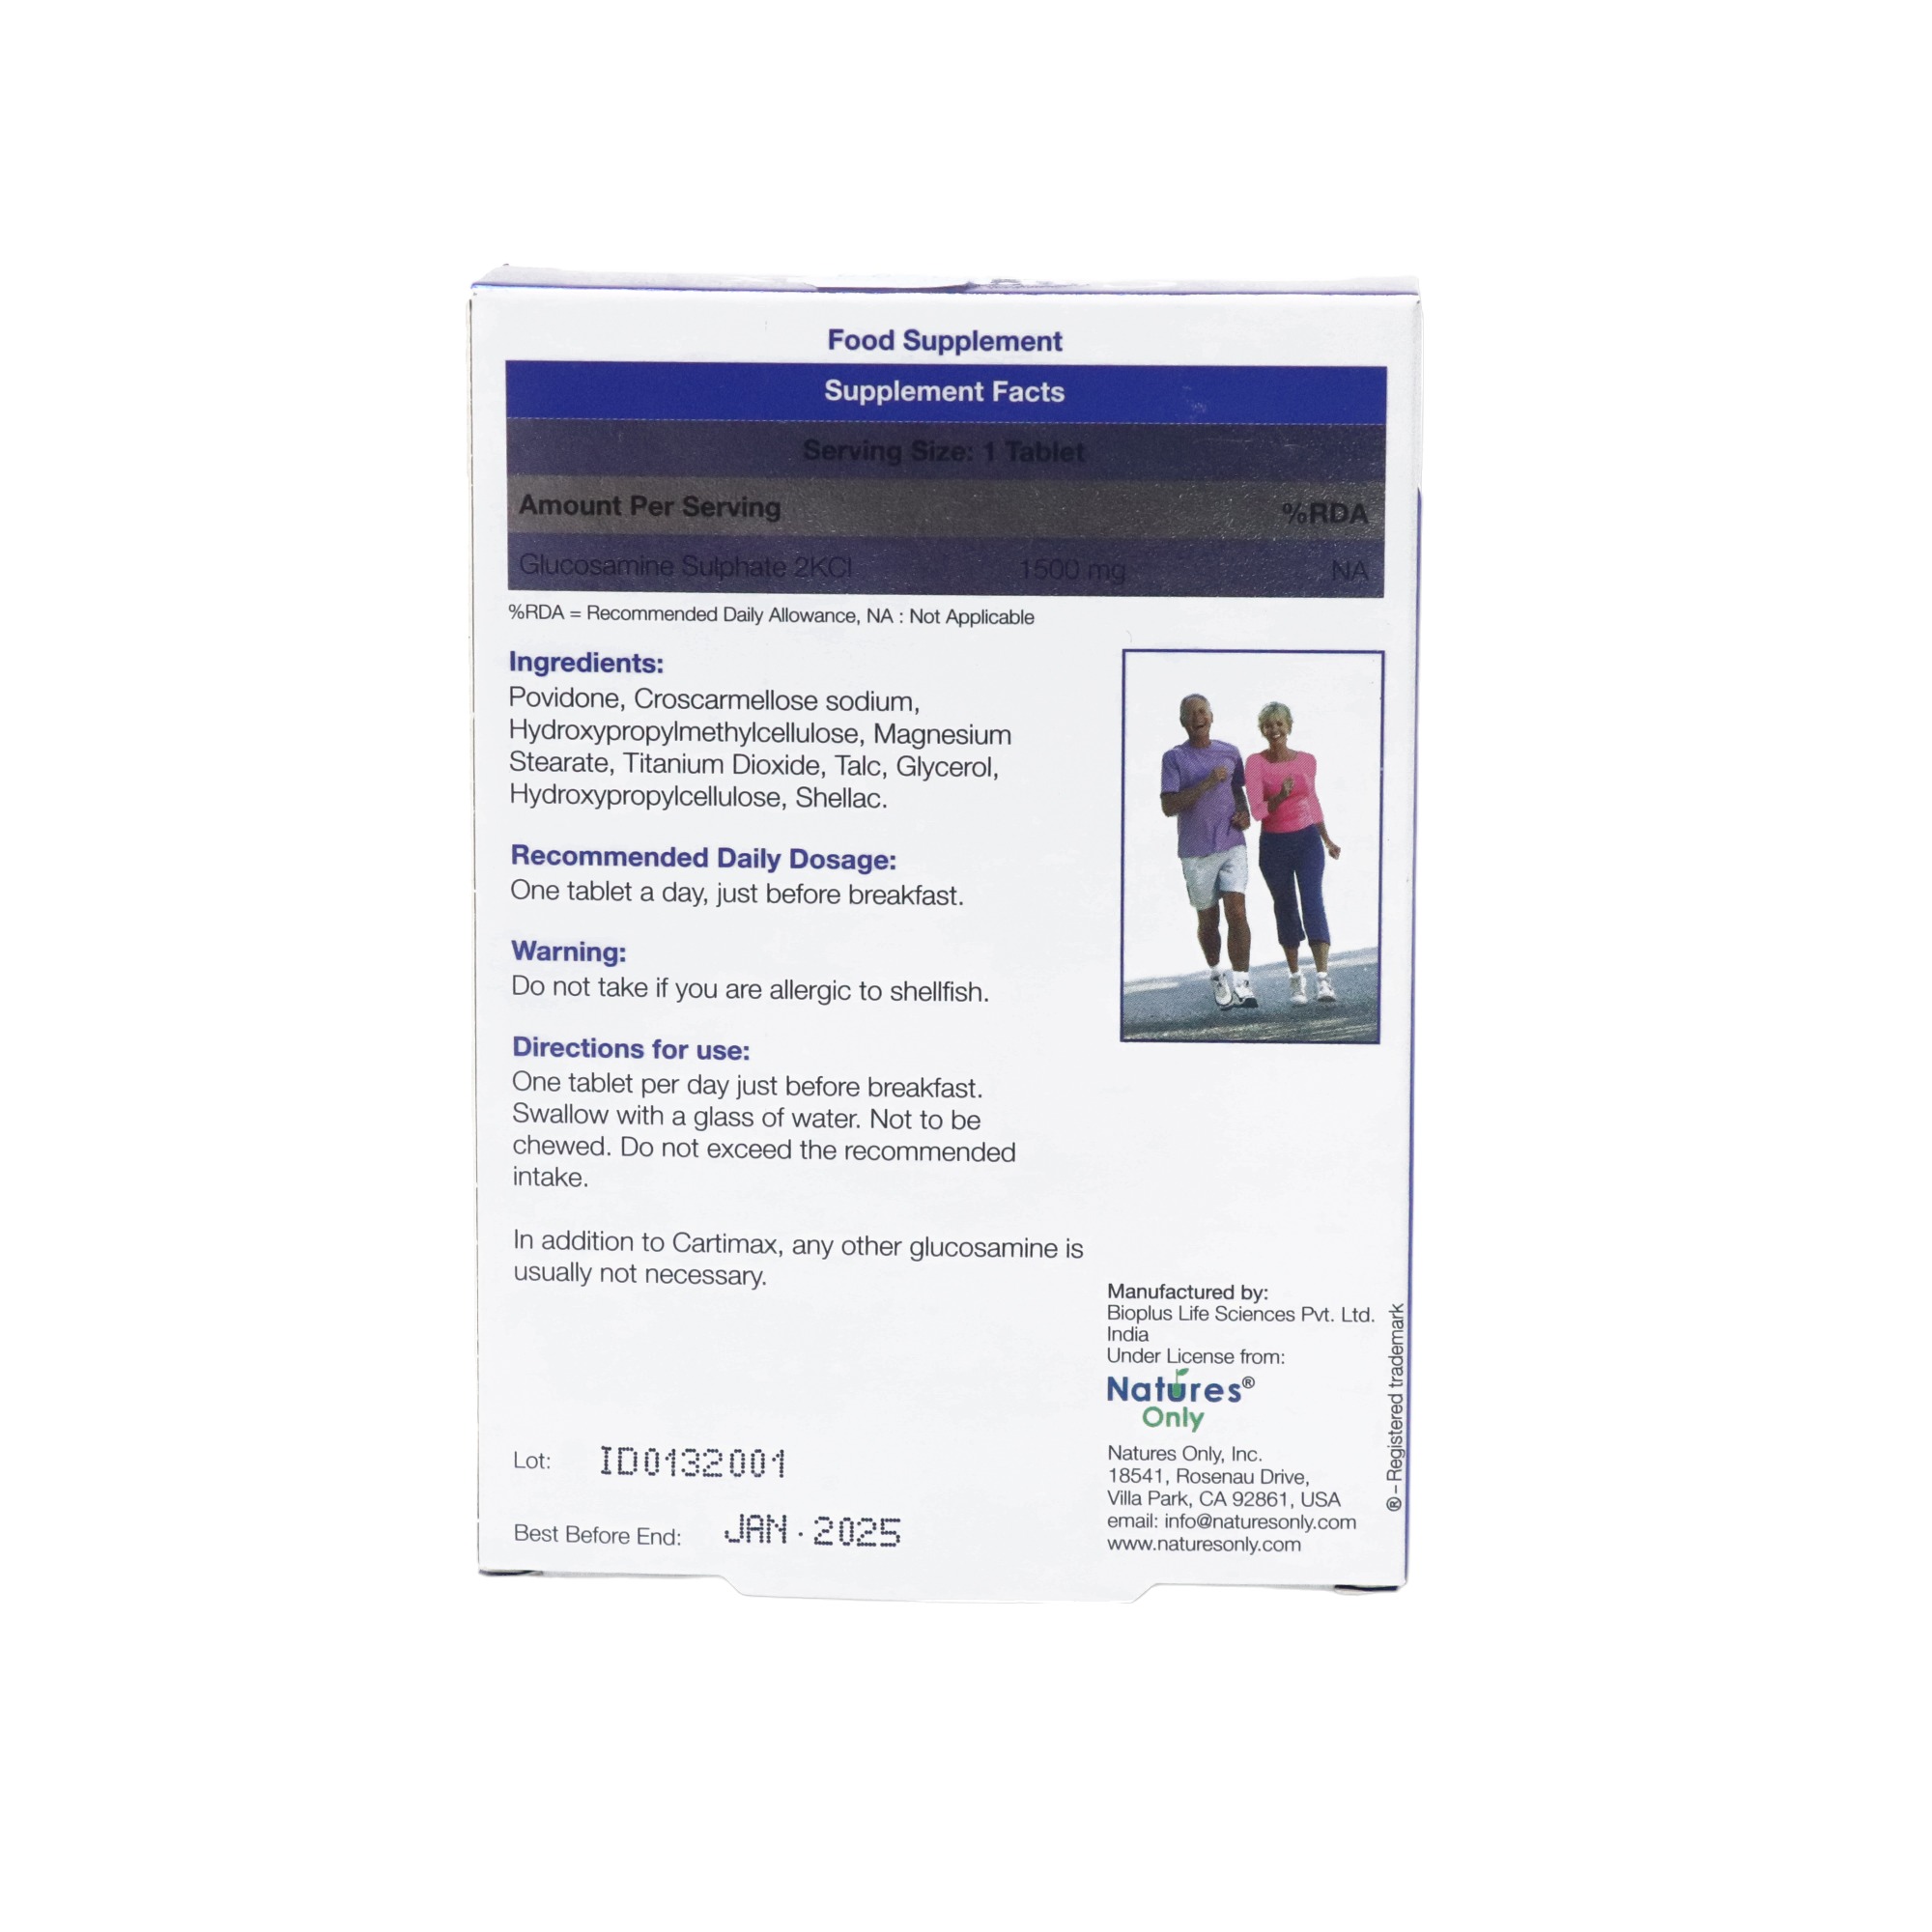 Food Supplement
Supplement Facts
Serving Size: 1 Tablet
Amount Per Serving %RDA
Glucosamine Sulphate 2KCl 1500 mg NA
%RDA = Recommended Daily Allowance, NA : Not Applicable
Ingredients:
Povidone, Croscarmellose sodium,
Hydroxypropylmethylcellulose, Magnesium
Stearate, Titanium Dioxide, Talc, Glycerol,
Hydroxypropylcellulose, Shellac.
Recommended Daily Dosage:
One tablet a day, just before breakfast.
Warning:
Do not take if you are allergic to shellfish.
Directions for use:
One tablet per day just before breakfast.
Swallow with a glass of water. Not to be
chewed. Do not exceed the recommended
intake.
In addition to Cartimax, any other glucosamine is
usually not necessary.
Lot: ID0132001
Best Before End: JAN·2025
Manufactured by:
Bioplus Life Sciences Pvt. Ltd.
India
Under License from:
Natures®
Only
Natures Only, Inc.
18541, Rosenau Drive,
Villa Park, CA 92861, USA
email: info@naturesonly.com
www.naturesonly.com
® – Registered trademark